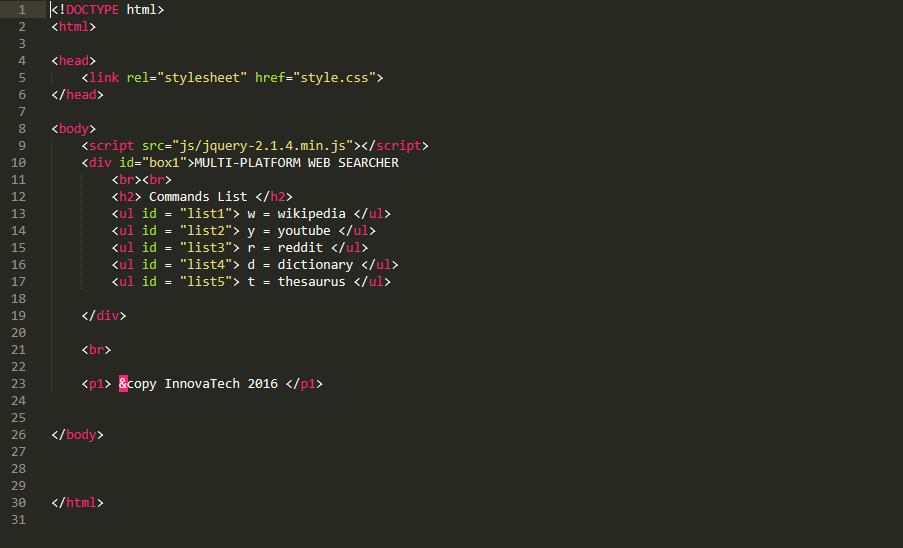 1 <!DOCTYPE html>
2 <html>
3
4 <head>
5 <link rel="stylesheet" href="style.css">
6 </head>
7
8 <body>
9 <script src="js/jquery-2.1.4.min.js"></script>
10 <div id="box1">MULTI-PLATFORM WEB SEARCHER
11 <br><br>
12 <h2> Commands List </h2>
13 <ul id = "list1"> w = wikipedia </ul>
14 <ul id = "list2"> y = youtube </ul>
15 <ul id = "list3"> r = reddit </ul>
16 <ul id = "list4"> d = dictionary </ul>
17 <ul id = "list5"> t = thesaurus </ul>
18
19 </div>
20
21 <br>
22
23 <p1> &copy InnovaTech 2016 </p1>
24
25
26 </body>
27
28
29
30 </html>
31